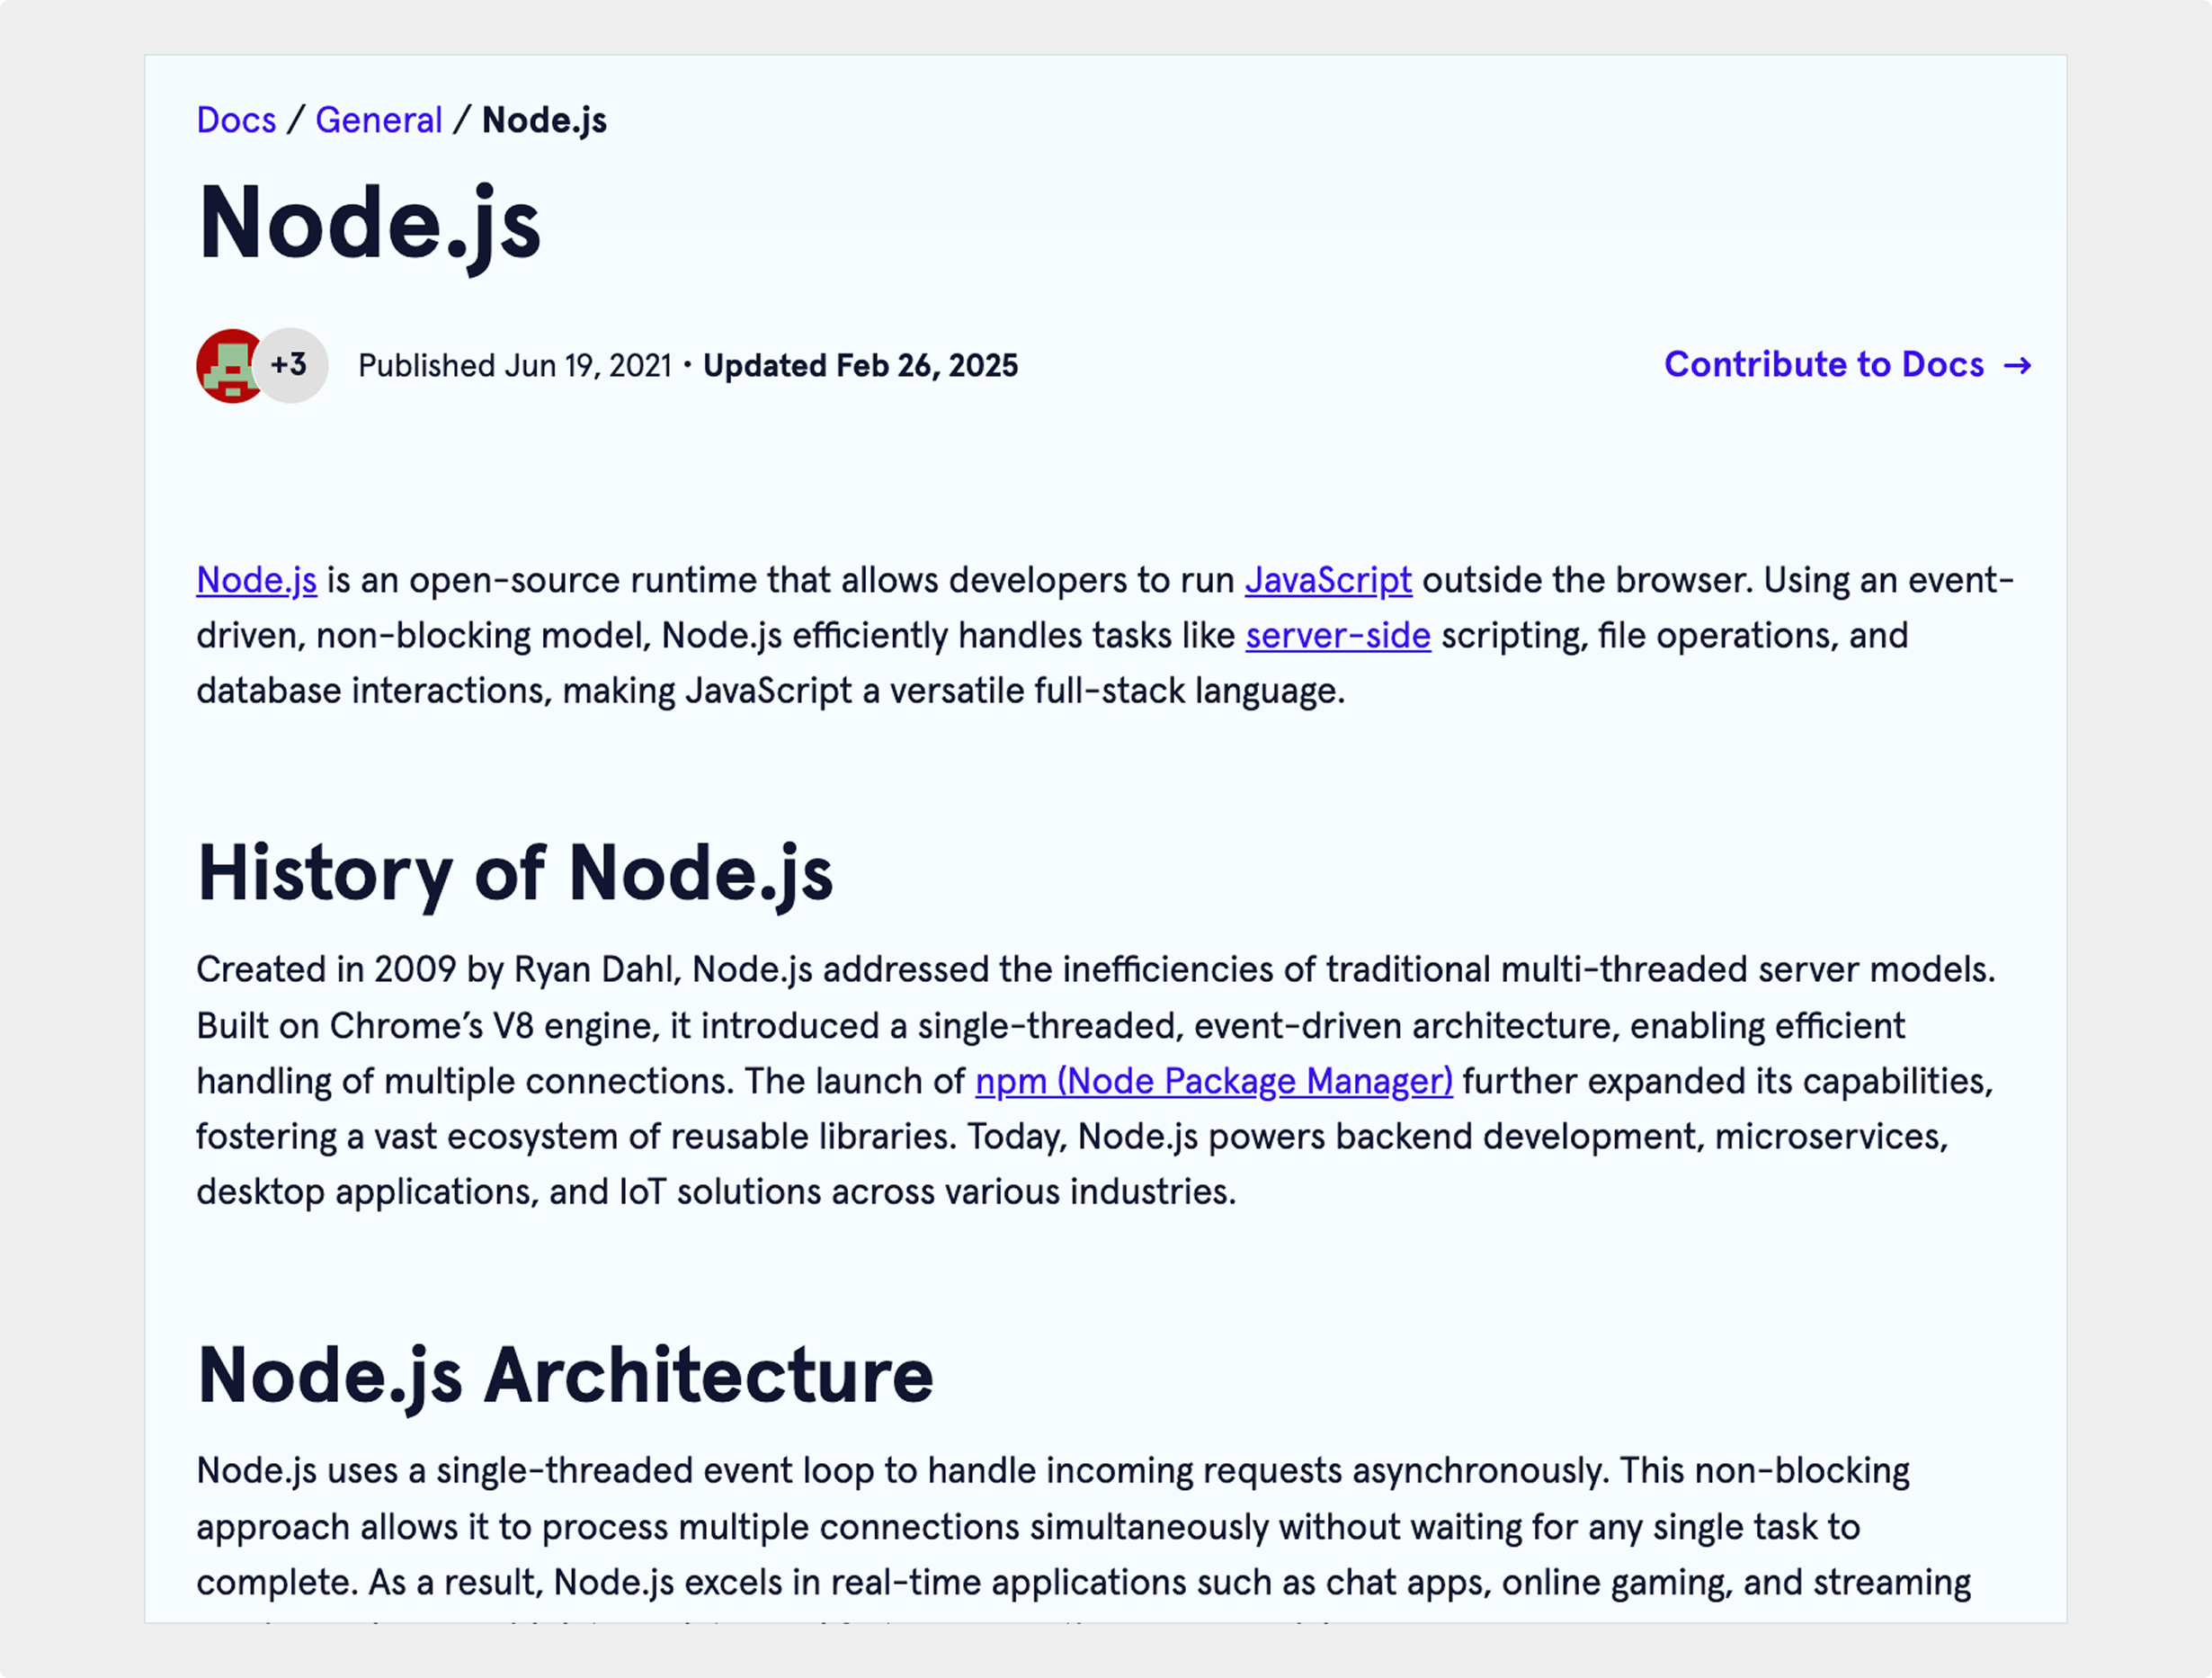 Docs / General / Node.js
Node.js
+3 Published Jun 19, 2021 • Updated Feb 26, 2025 Contribute to Docs →
Node.js is an open-source runtime that allows developers to run JavaScript outside the browser. Using an event-
driven, non-blocking model, Node.js efficiently handles tasks like server-side scripting, file operations, and
database interactions, making JavaScript a versatile full-stack language.
History of Node.js
Created in 2009 by Ryan Dahl, Node.js addressed the inefficiencies of traditional multi-threaded server models.
Built on Chrome’s V8 engine, it introduced a single-threaded, event-driven architecture, enabling efficient
handling of multiple connections. The launch of npm (Node Package Manager) further expanded its capabilities,
fostering a vast ecosystem of reusable libraries. Today, Node.js powers backend development, microservices,
desktop applications, and IoT solutions across various industries.
Node.js Architecture
Node.js uses a single-threaded event loop to handle incoming requests asynchronously. This non-blocking
approach allows it to process multiple connections simultaneously without waiting for any single task to
complete. As a result, Node.js excels in real-time applications such as chat apps, online gaming, and streaming